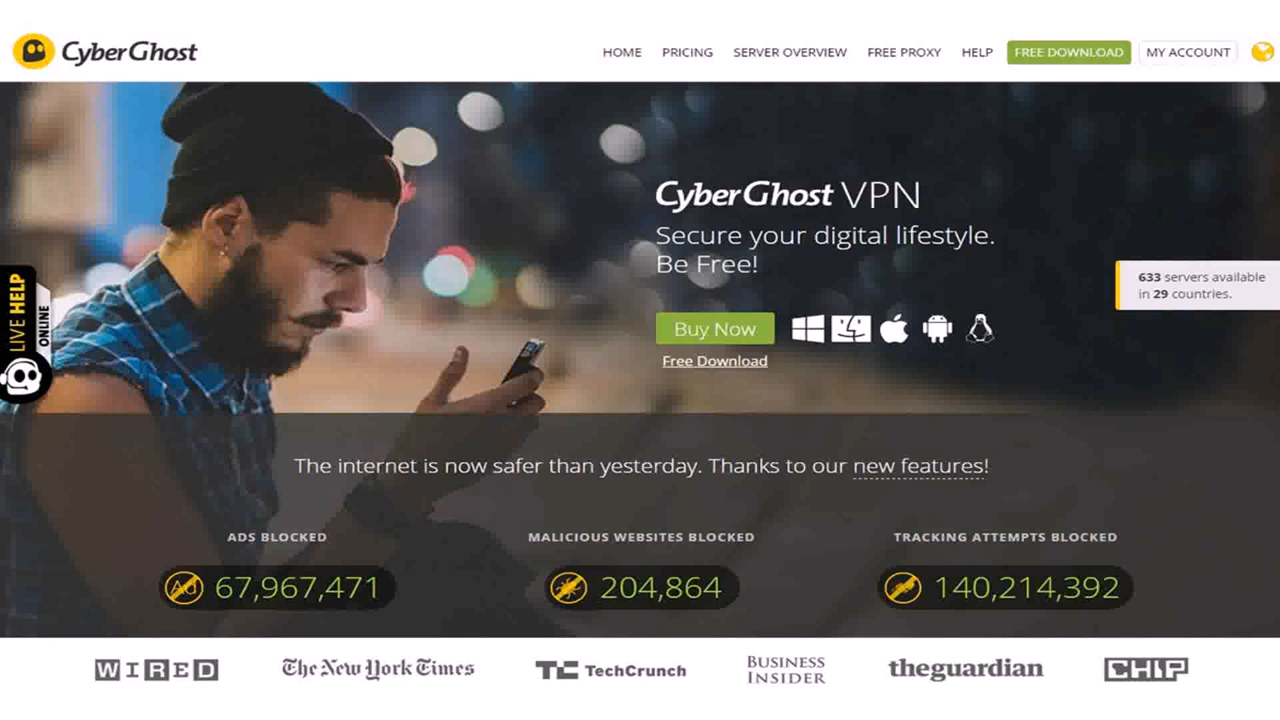 CyberGhost
HOME
PRICING
SERVER OVERVIEW
FREE PROXY
HELP
FREE DOWNLOAD
MY ACCOUNT
CyberGhost VPN
Secure your digital lifestyle.
Be Free!
633 servers available
in 29 countries.
LIVE HELP
ONLINE
Buy Now
Free Download
The internet is now safer than yesterday. Thanks to our new features!
ADS BLOCKED
MALICIOUS WEBSITES BLOCKED
TRACKING ATTEMPTS BLOCKED
Ad
67,967,471
204,864
140,214,392
WIRED
The New York Times
TC TechCrunch
BUSINESS
INSIDER
theguardian
CHIP